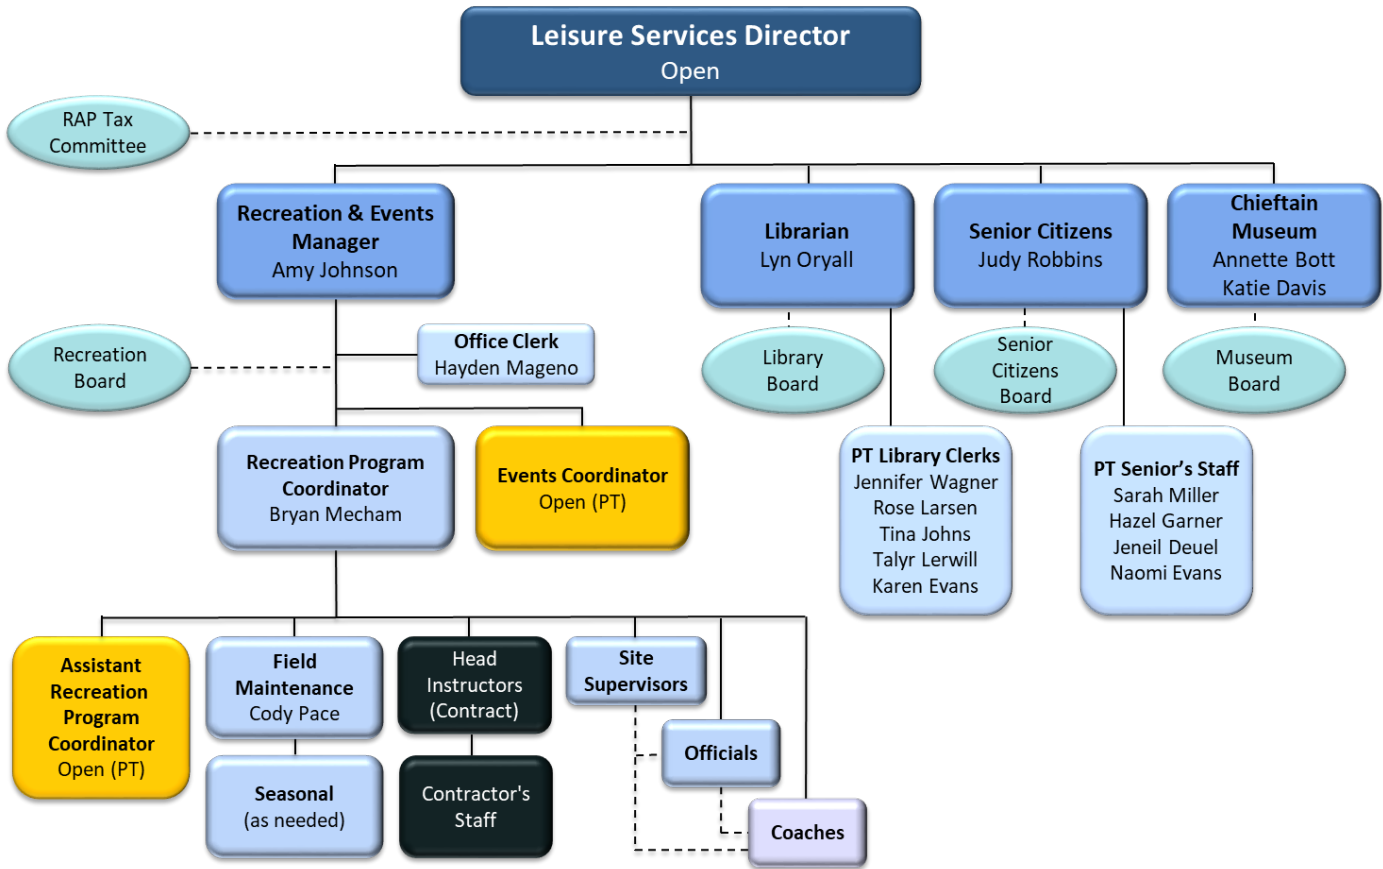 Leisure Services Director
Open
RAP Tax
Committee
Recreation & Events
Manager
Amy Johnson
Librarian
Lyn Oryall
Senior Citizens
Judy Robbins
Chieftain
Museum
Annette Bott
Katie Davis
Recreation
Board
Office Clerk
Hayden Mageno
Library
Board
Senior
Citizens
Board
Museum
Board
Recreation Program
Coordinator
Bryan Mecham
Events Coordinator
Open (PT)
PT Library Clerks
Jennifer Wagner
Rose Larsen
Tina Johns
Talyr Lerwill
Karen Evans
PT Senior’s Staff
Sarah Miller
Hazel Garner
Jeneil Deuel
Naomi Evans
Assistant
Recreation
Program
Coordinator
Open (PT)
Field
Maintenance
Cody Pace
Head
Instructors
(Contract)
Site
Supervisors
Officials
Seasonal
(as needed)
Contractor's
Staff
Coaches